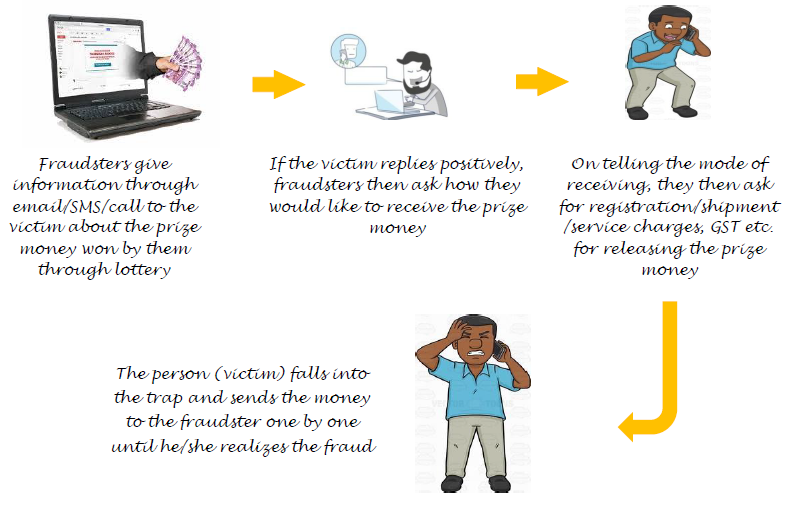 Fraudsters give
information through
email/SMS/call to the
victim about the prize
money won by them
through lottery
If the victim replies positively,
fraudsters then ask how they
would like to receive the prize
money
On telling the mode of
receiving, they then ask
for registration/shipment
/service charges, GST etc.
for releasing the prize
money
The person (victim) falls into
the trap and sends the money
to the fraudster one by one
until he/she realizes the fraud